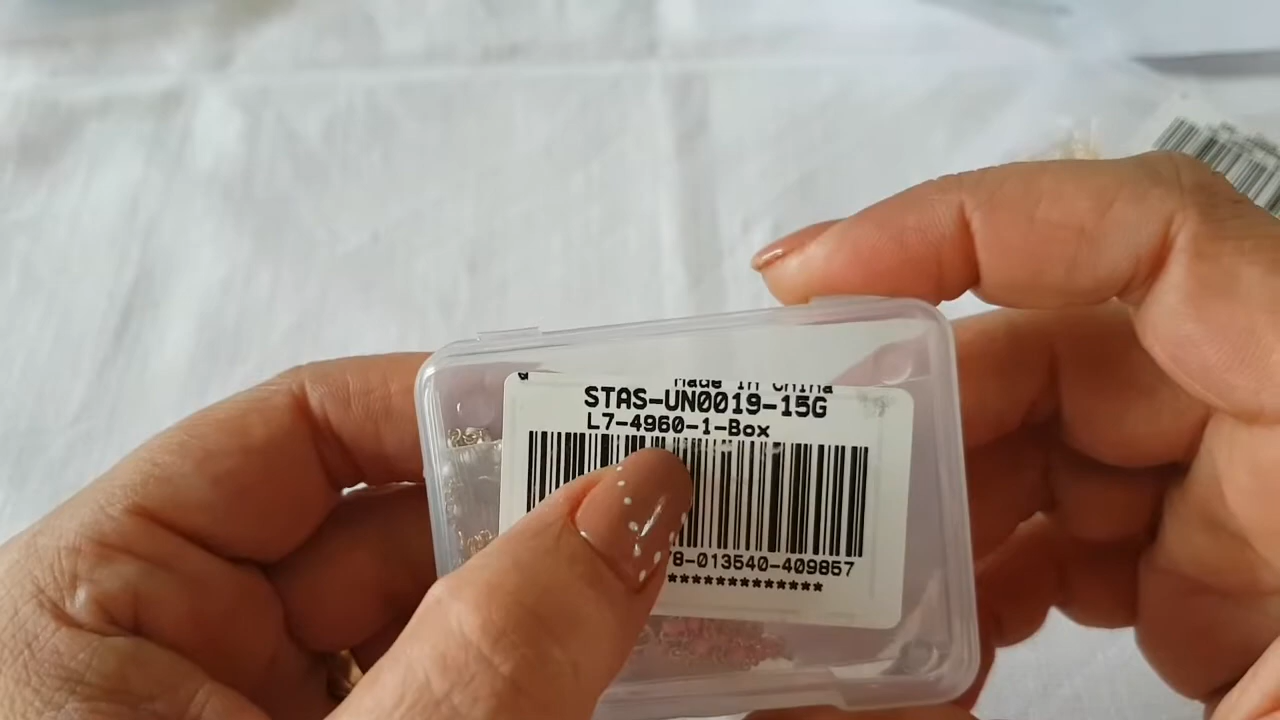 Made in China
STAS-UN0019-15G
L7-4960-1-Box
8-013540-409857
*************